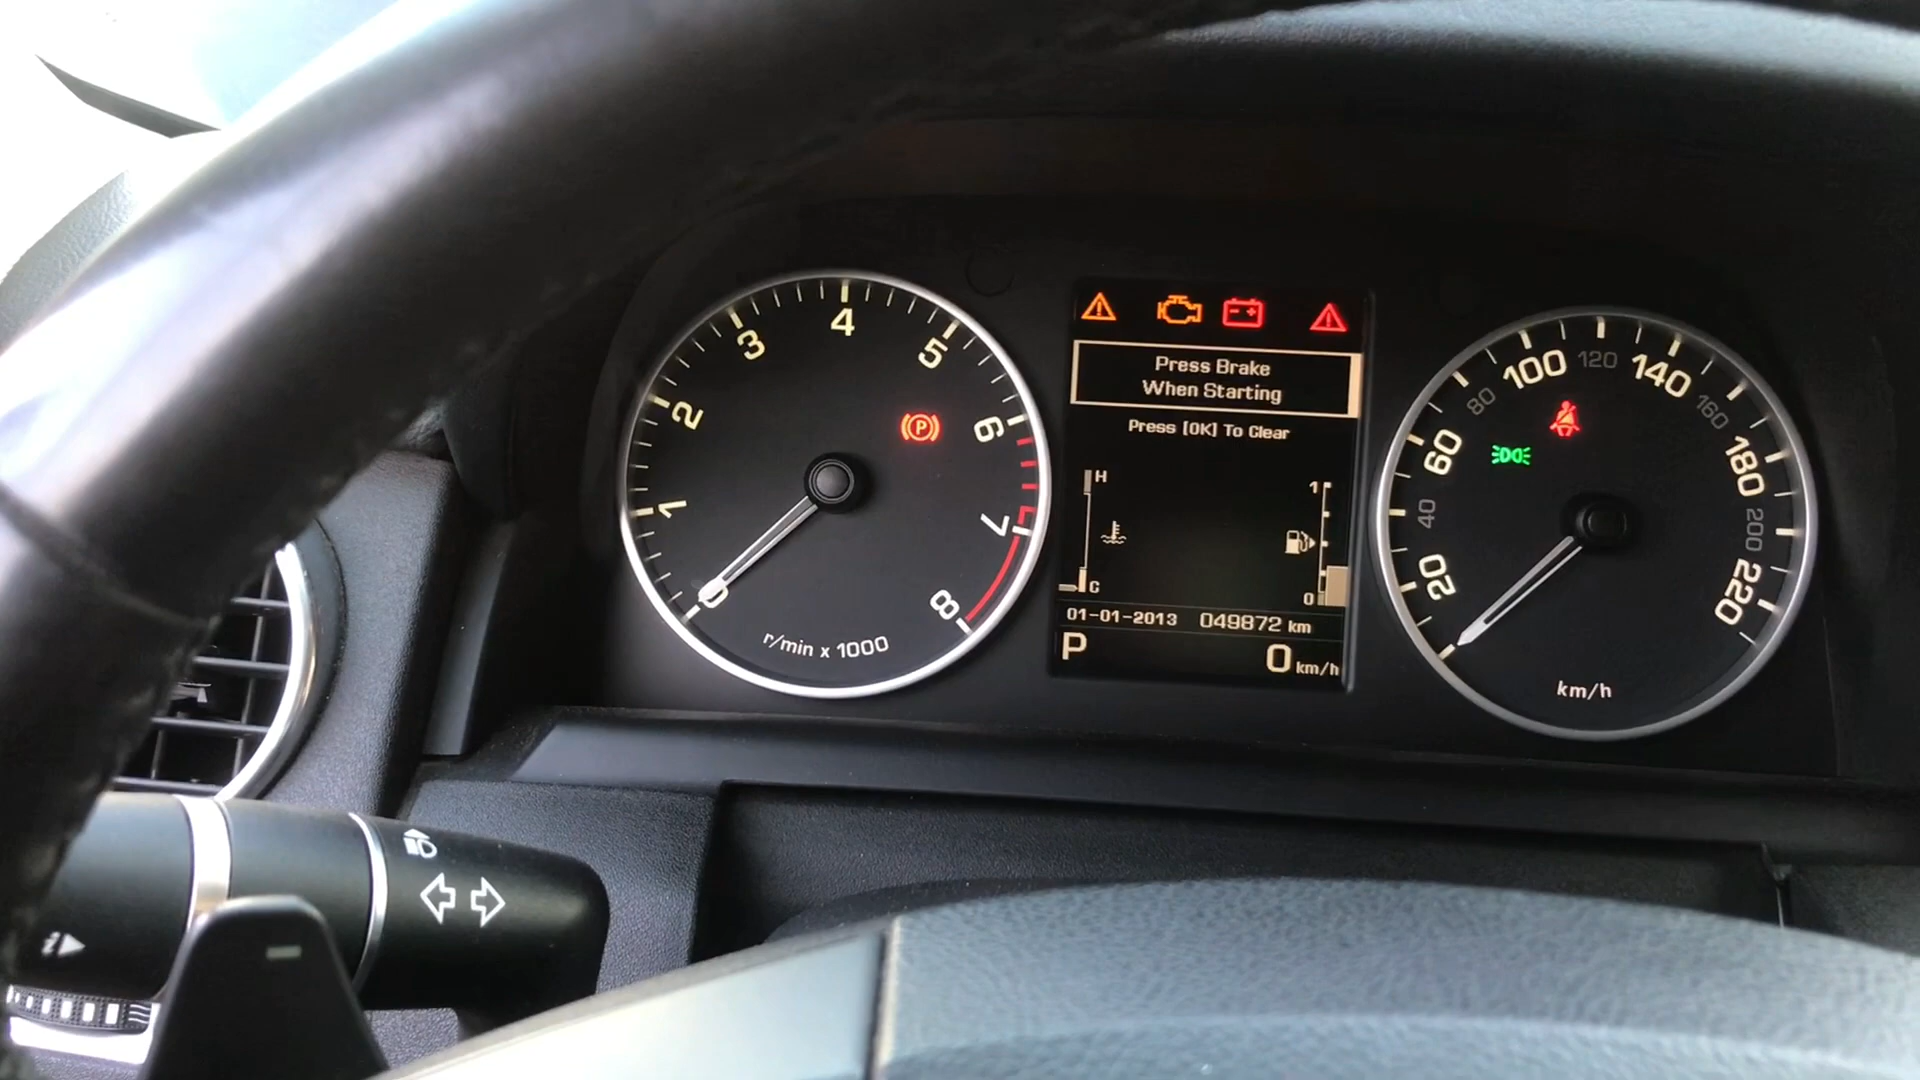 1
2
3
4
5
6
7
8
0
r/min x 1000
P
Press Brake
When Starting
Press [OK] To Clear
H
C
1
0
01-01-2013 049872 km
P 0 km/h
20
40
60
80
100
120
140
160
180
200
220
km/h
i